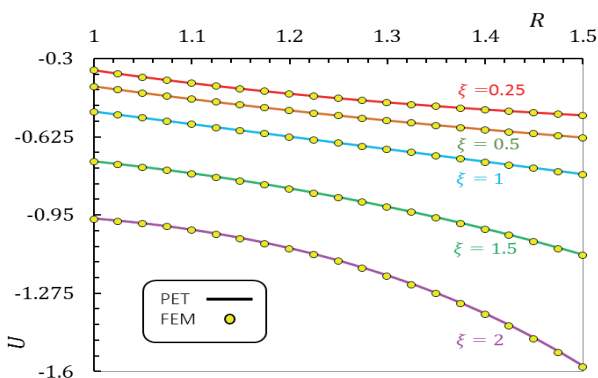 R
1 1.1 1.2 1.3 1.4 1.5
-0.3
ξ =0.25
-0.625
ξ = 0.5
ξ = 1
-0.95
ξ = 1.5
-1.275
PET
FEM
ξ = 2
U
-1.6